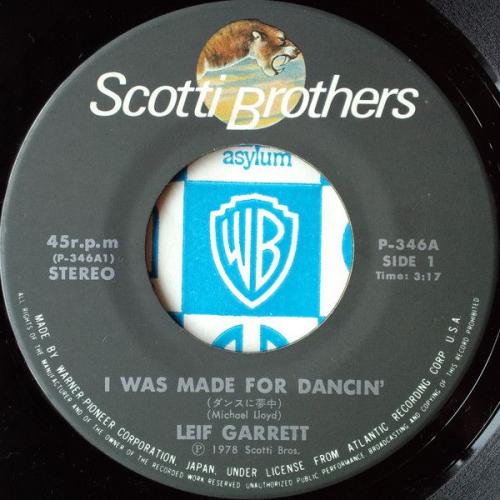 Scotti Brothers
asylum
WB
45r.p.m
(P-346A1)
STEREO
P-346A
SIDE 1
Time: 3:17
I WAS MADE FOR DANCIN'
(ダンスに夢中)
(Michael Lloyd)
LEIF GARRETT
Ⓟ 1978 Scotti Bros.
MADE BY WARNER-PIONEER CORPORATION, JAPAN, UNDER LICENSE FROM ATLANTIC RECORDING CORP. U.S.A.
ALL RIGHTS OF THE MANUFACTURER AND OF THE OWNER OF THE RECORDED WORK RESERVED UNAUTHORIZED PUBLIC PERFORMANCE BROADCASTING AND COPYING OF THIS RECORD PROHIBITED